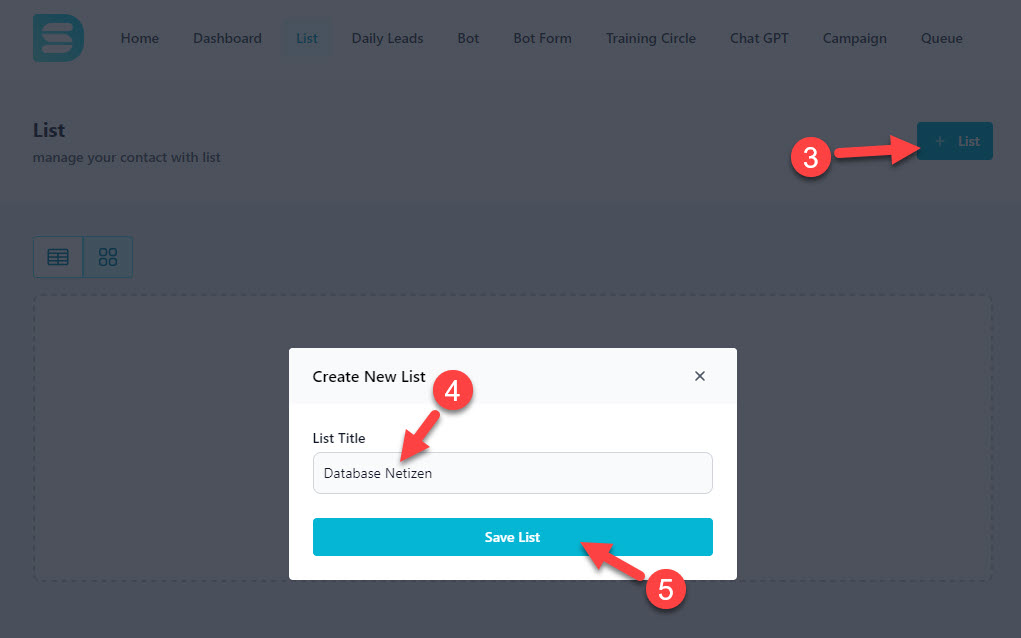 Home Dashboard List Daily Leads Bot Bot Form Training Circle Chat GPT Campaign Queue
List
manage your contact with list
3
+ List
Create New List
4
List Title
Database Netizen
Save List
5